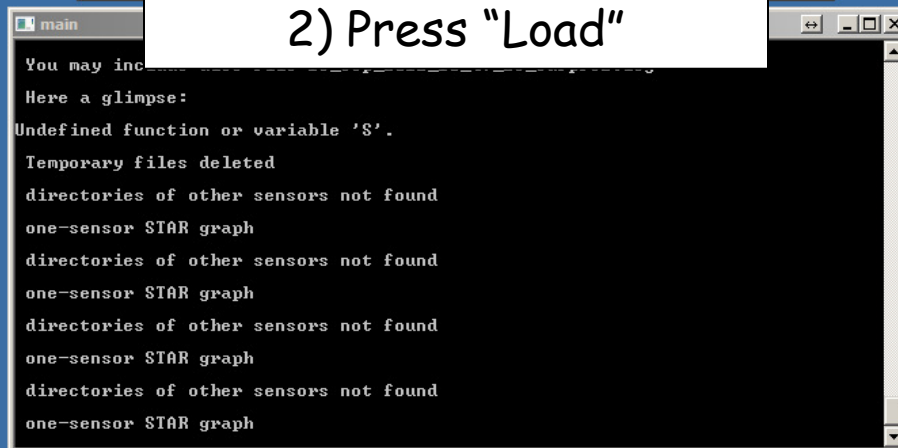 2) Press “Load”
main
You may inc
Here a glimpse:
Undefined function or variable 'S'.
Temporary files deleted
directories of other sensors not found
one-sensor STAR graph
directories of other sensors not found
one-sensor STAR graph
directories of other sensors not found
one-sensor STAR graph
directories of other sensors not found
one-sensor STAR graph